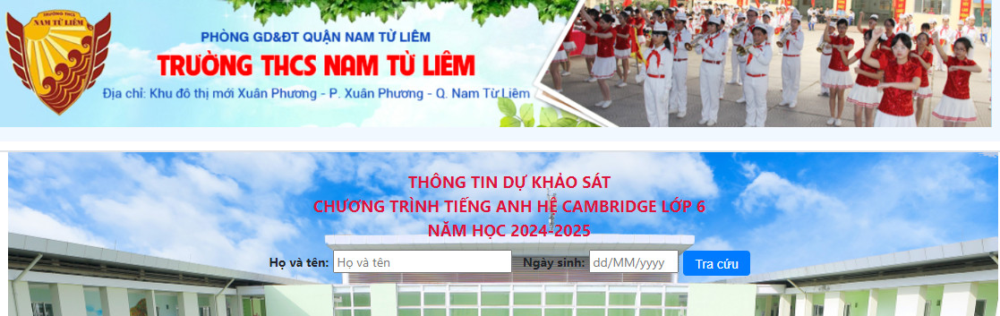 TRƯỜNG THCS
NAM TỪ LIÊM
PHÒNG GD&ĐT QUẬN NAM TỪ LIÊM
TRƯỜNG THCS NAM TỪ LIÊM
Địa chỉ: Khu đô thị mới Xuân Phương - P. Xuân Phương - Q. Nam Từ Liêm
THÔNG TIN DỰ KHẢO SÁT
CHƯƠNG TRÌNH TIẾNG ANH HỆ CAMBRIDGE LỚP 6
NĂM HỌC 2024-2025
Họ và tên: Họ và tên Ngày sinh: dd/MM/yyyy Tra cứu